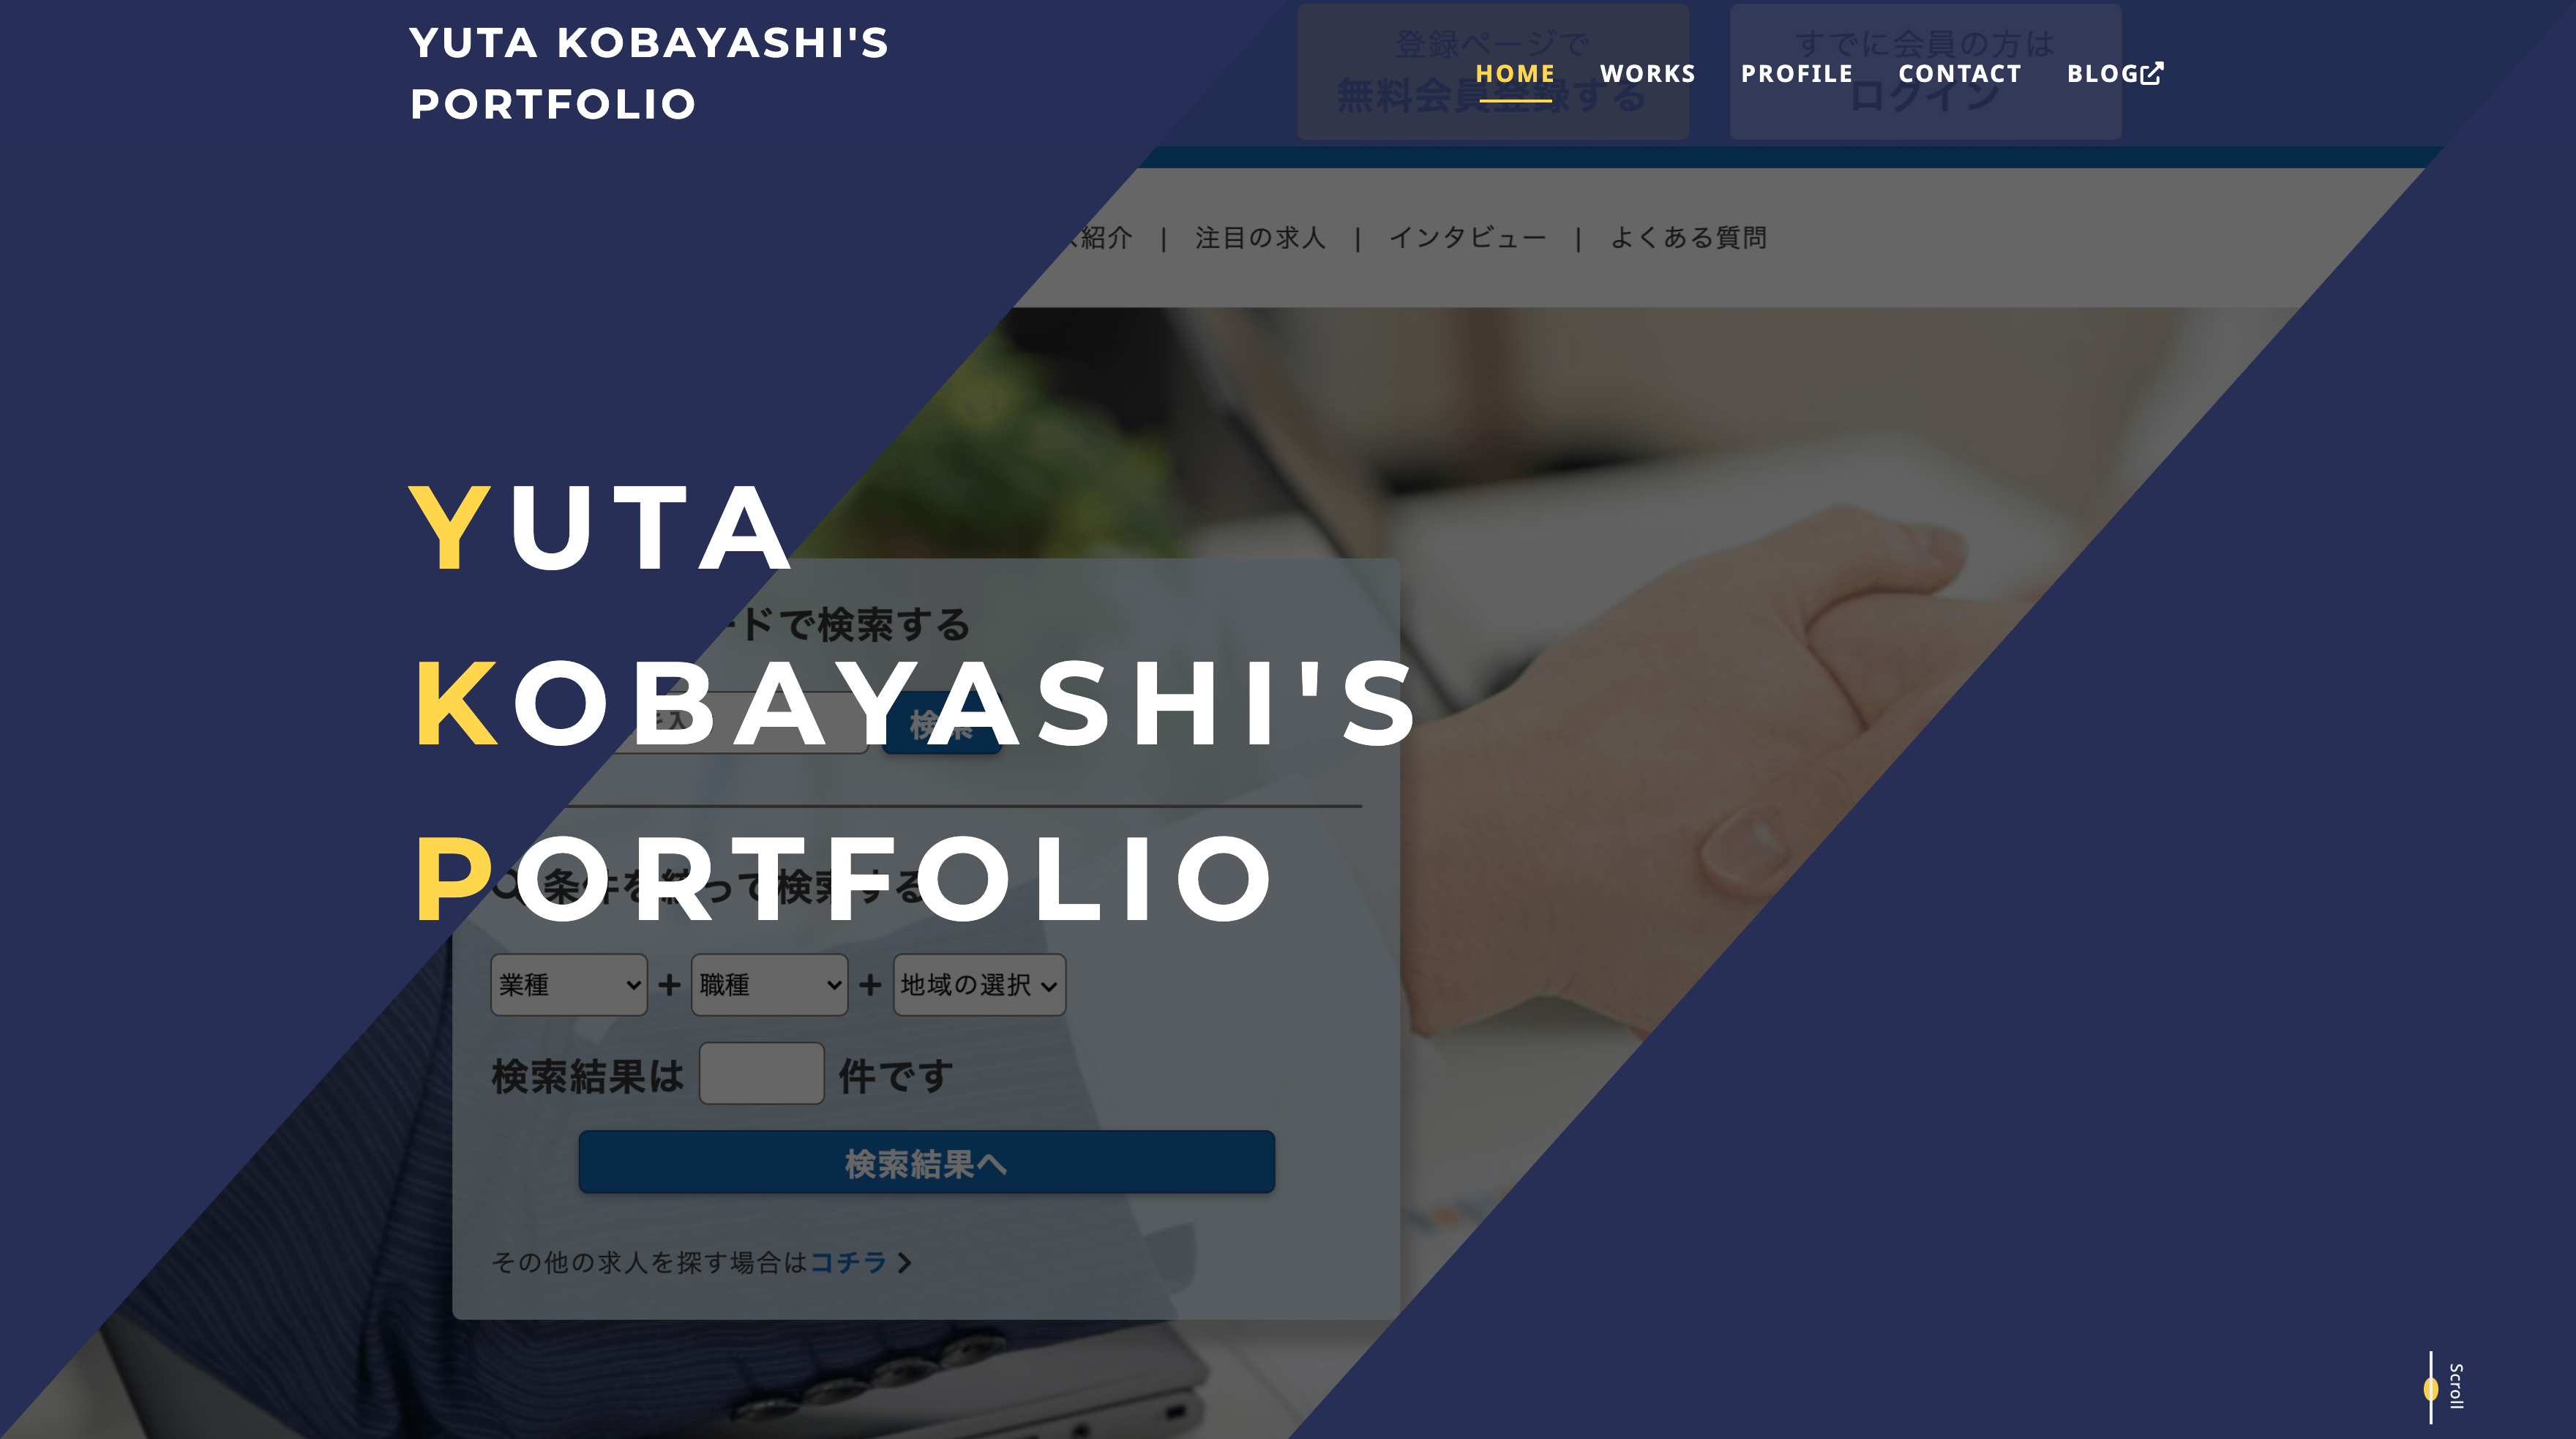 YUTA KOBAYASHI'S
PORTFOLIO
登録ページで
無料会員登録する
すでに会員の方は
ログイン
HOME WORKS PROFILE CONTACT BLOG
紹介 | 注目の求人 | インタビュー | よくある質問
YUTA
ードで検索する
KOBAYASHI'S
検索
PORTFOLIO
条件を絞って検索する
業種 + 職種 + 地域の選択
検索結果は 件です
検索結果へ
その他の求人を探す場合はコチラ
Scroll